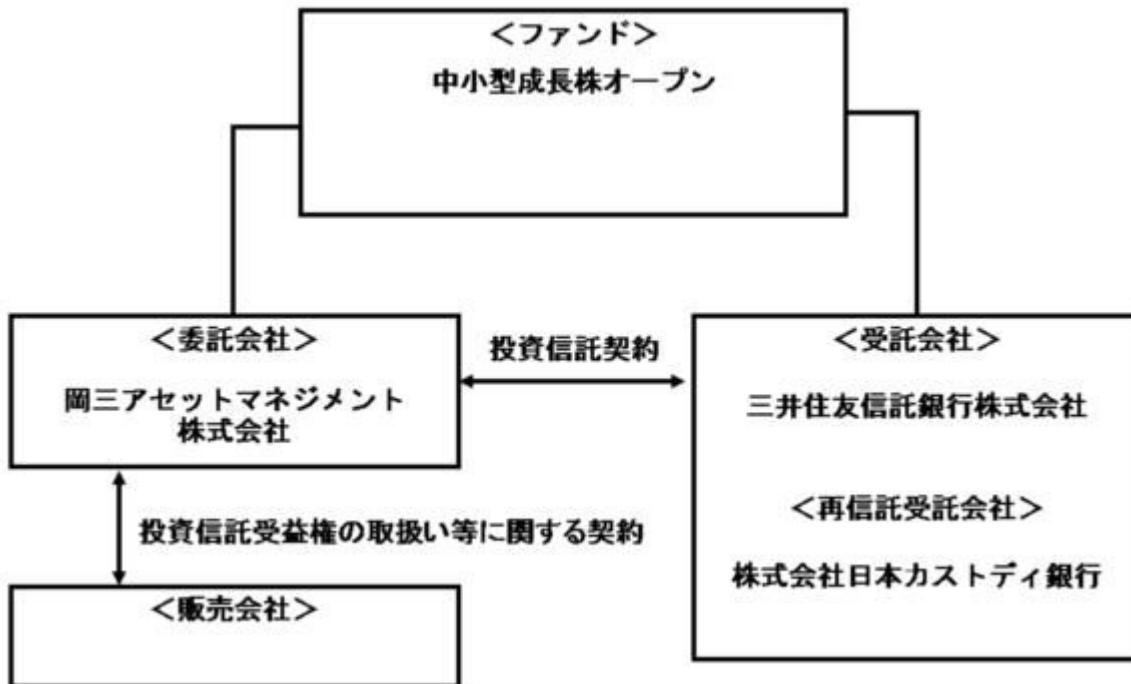 ＜ファンド＞
中小型成長株オープン
＜委託会社＞
岡三アセットマネジメント
株式会社
投資信託契約
＜受託会社＞
三井住友信託銀行株式会社
＜再信託受託会社＞
株式会社日本カストディ銀行
投資信託受益権の取扱い等に関する契約
＜販売会社＞